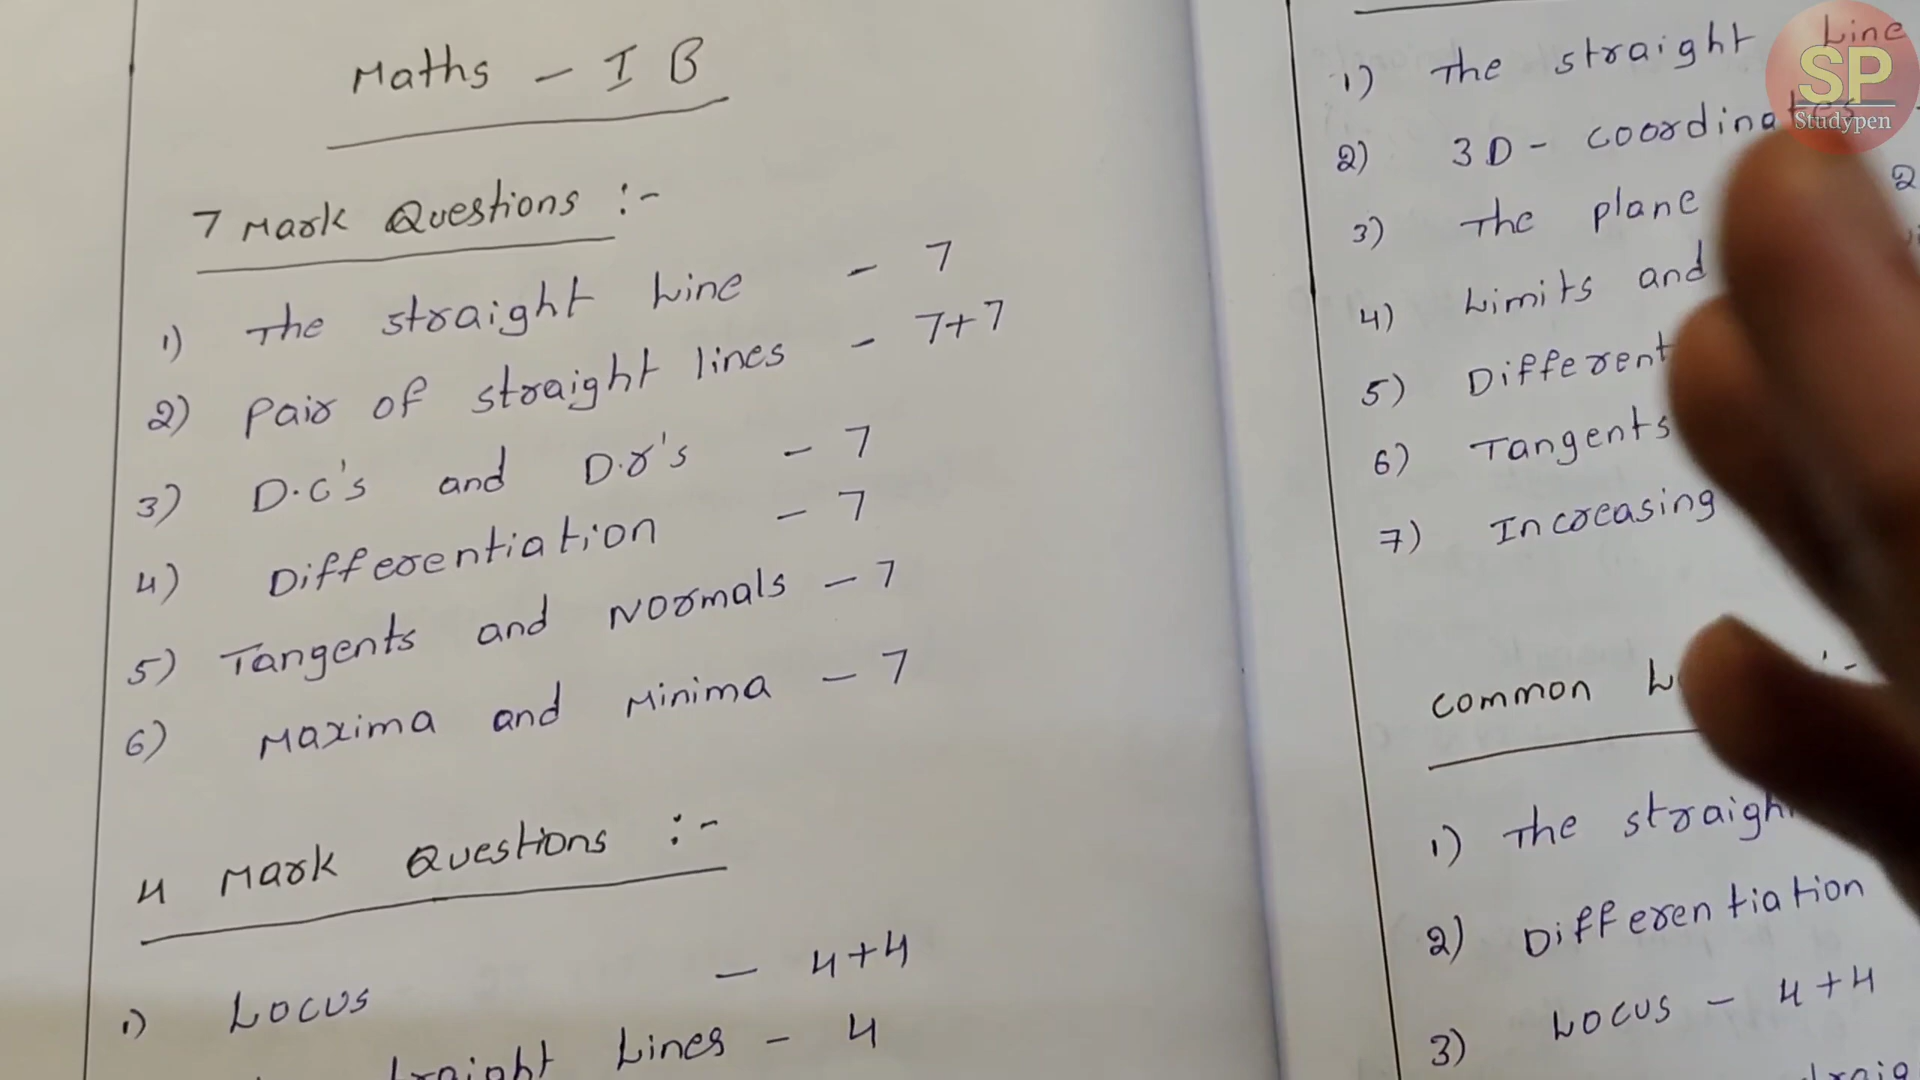 Maths - I B
7 Mark Questions :-
1) The straight Line - 7
2) Pair of straight lines - 7+7
3) D.C's and D.r's - 7
4) Differentiation - 7
5) Tangents and Normals - 7
6) Maxima and Minima - 7
4 Mark Questions :-
1) Locus - 4+4
Lines - 4
1) The straight Line
2) 3D - coordinates
3) The plane
4) Limits and
5)
6) Tangents
7) Increasing
Common
1) The
2) Differentiation
3) Locus - 4+4
SP
Studypen